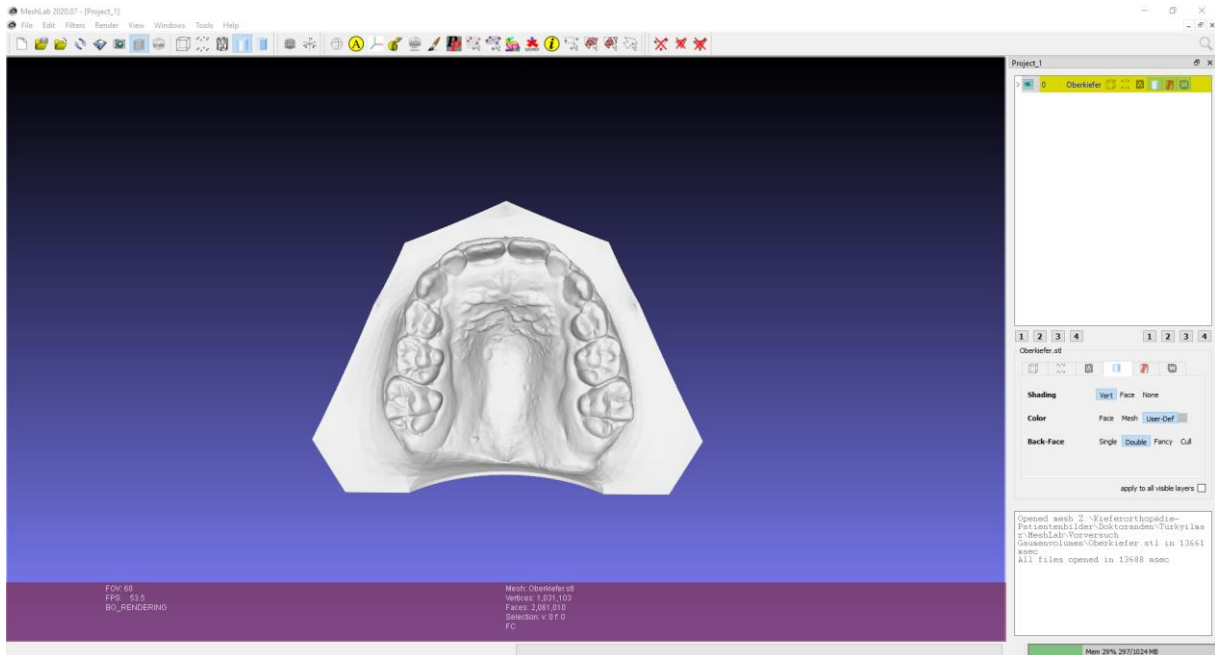 MeshLab 2020.07 - [Project_1]
File Edit Filters Render View Windows Tools Help
Project_1
0 Oberkiefer
1 2 3 4 1 2 3 4
Oberkiefer.stl
Shading Vert Face None
Color Face Mesh User-Def
Back-Face Single Double Fancy Cull
apply to all visible layers
Opened mesh Z:\Kieferorthopädie-
Patientenbilder\Doktoranden\Türkyilma
z\MeshLab\Vorversuch
Gaumenvolumen\Oberkiefer.stl in 13661
msec
All files opened in 13688 msec
FOV: 60
FPS: 53.5
BO_RENDERING
Mesh: Oberkiefer.stl
Vertices: 1,031,103
Faces: 2,061,010
Selection: v: 0 f: 0
FC
Mem 29% 297/1024 MB